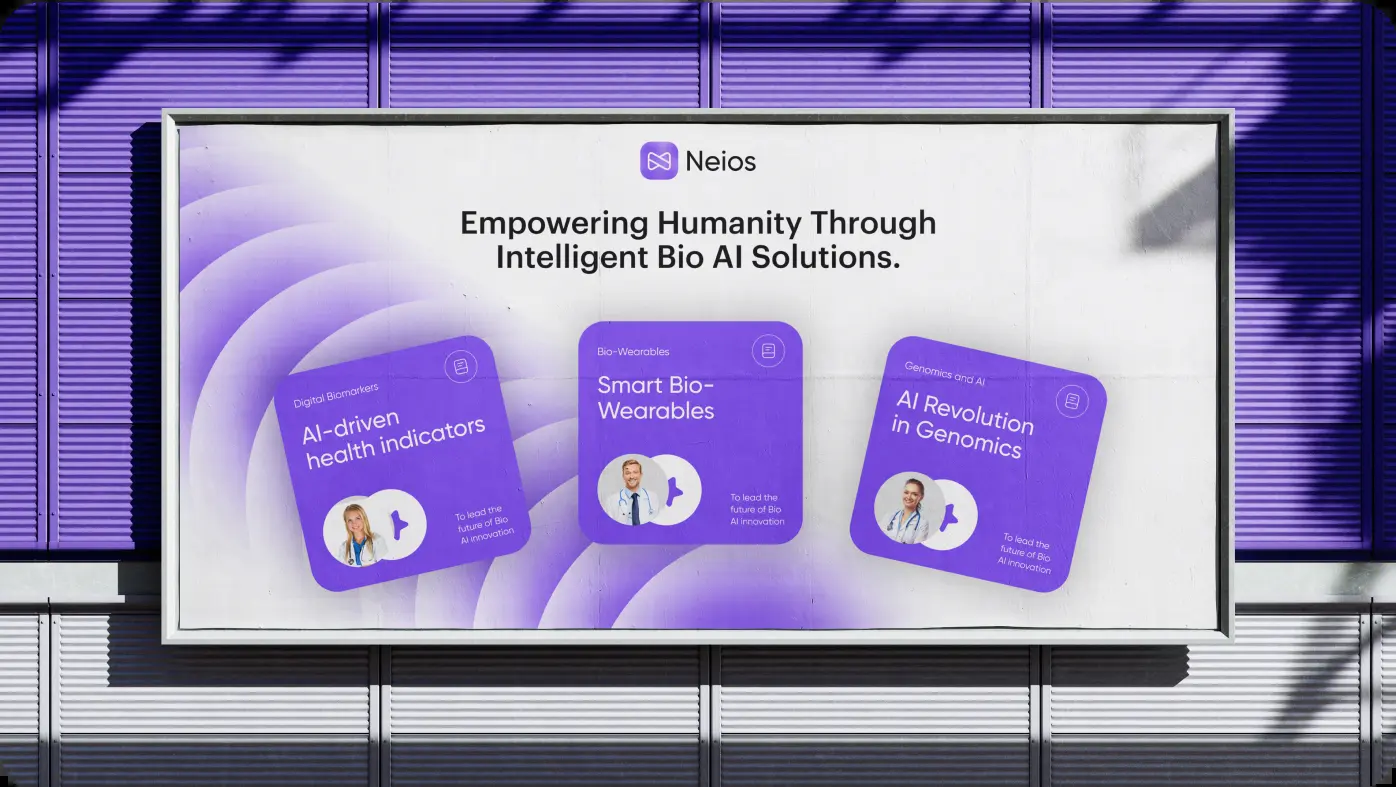 Neios
Empowering Humanity Through
Intelligent Bio AI Solutions.
Digital Biomarkers
AI-driven
health indicators
To lead the
future of Bio
AI innovation
Bio-Wearables
Smart Bio-
Wearables
To lead the
future of Bio
AI innovation
Genomics and AI
AI Revolution
in Genomics
To lead the
future of Bio
AI innovation